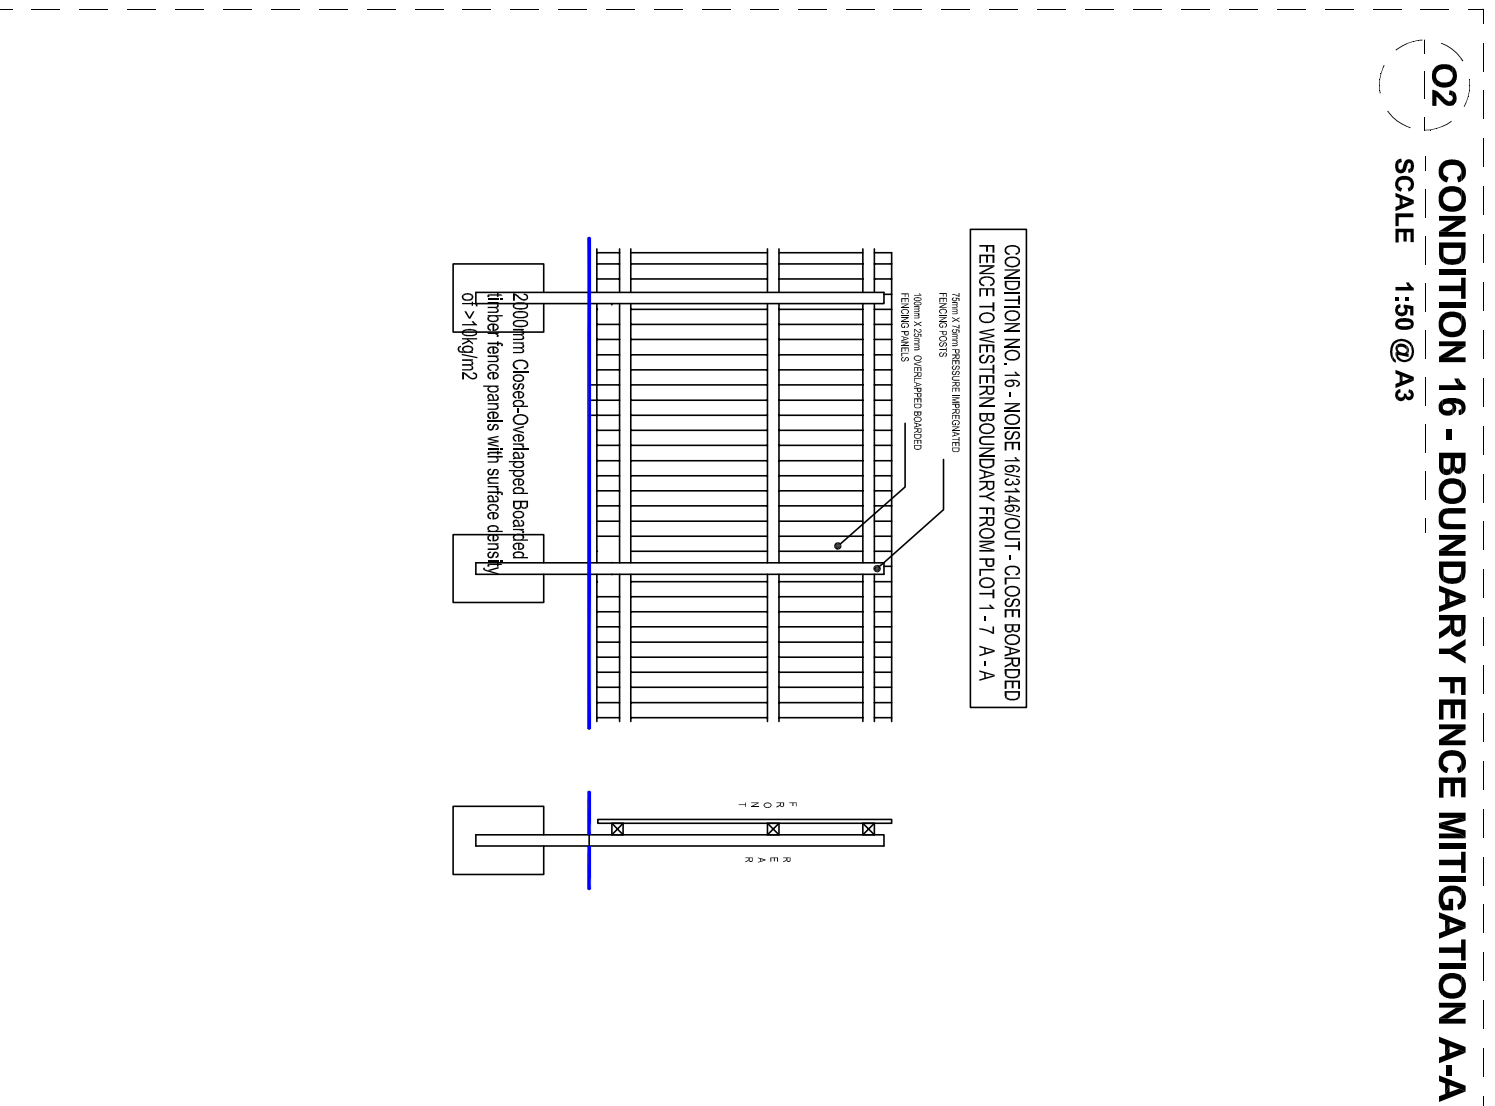 O2
CONDITION 16 - BOUNDARY FENCE MITIGATION A-A
SCALE 1:50 @ A3
CONDITION NO. 16 - NOISE 16/3146/OUT - CLOSE BOARDED
FENCE TO WESTERN BOUNDARY FROM PLOT 1 - 7 A - A
75mm X 75mm PRESSURE IMPREGNATED
FENCING POSTS
100mm X 25mm OVERLAPPED BOARDED
FENCING PANELS
2000mm Closed-Overlapped Boarded
timber fence panels with surface density
of >10kg/m2
FRONT
REAR